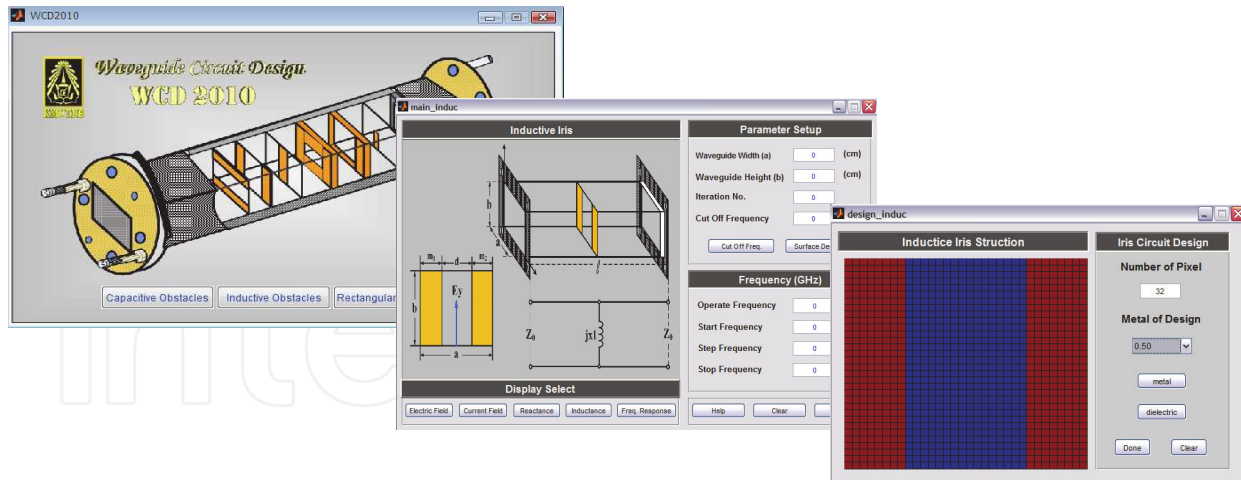 WCD2010
Waveguide Circuit Design
WCD 2010
Capacitive Obstacles
Inductive Obstacles
Rectangular
main_induc
Inductive Iris
b
a
l
m1
d
m2
b
Ey
a
Z0
jx1
Z0
Display Select
Electric Field
Current Field
Reactance
Inductance
Freq. Response
Parameter Setup
Waveguide Width (a)
0
(cm)
Waveguide Height (b)
0
(cm)
Iteration No.
0
Cut Off Frequency
0
Cut Off Freq.
Surface De
Frequency (GHz)
Operate Frequency
0
Start Frequency
0
Step Frequency
0
Stop Frequency
0
Help
Clear
design_induc
Inductice Iris Struction
Iris Circuit Design
Number of Pixel
32
Metal of Design
0.50
metal
dielectric
Done
Clear